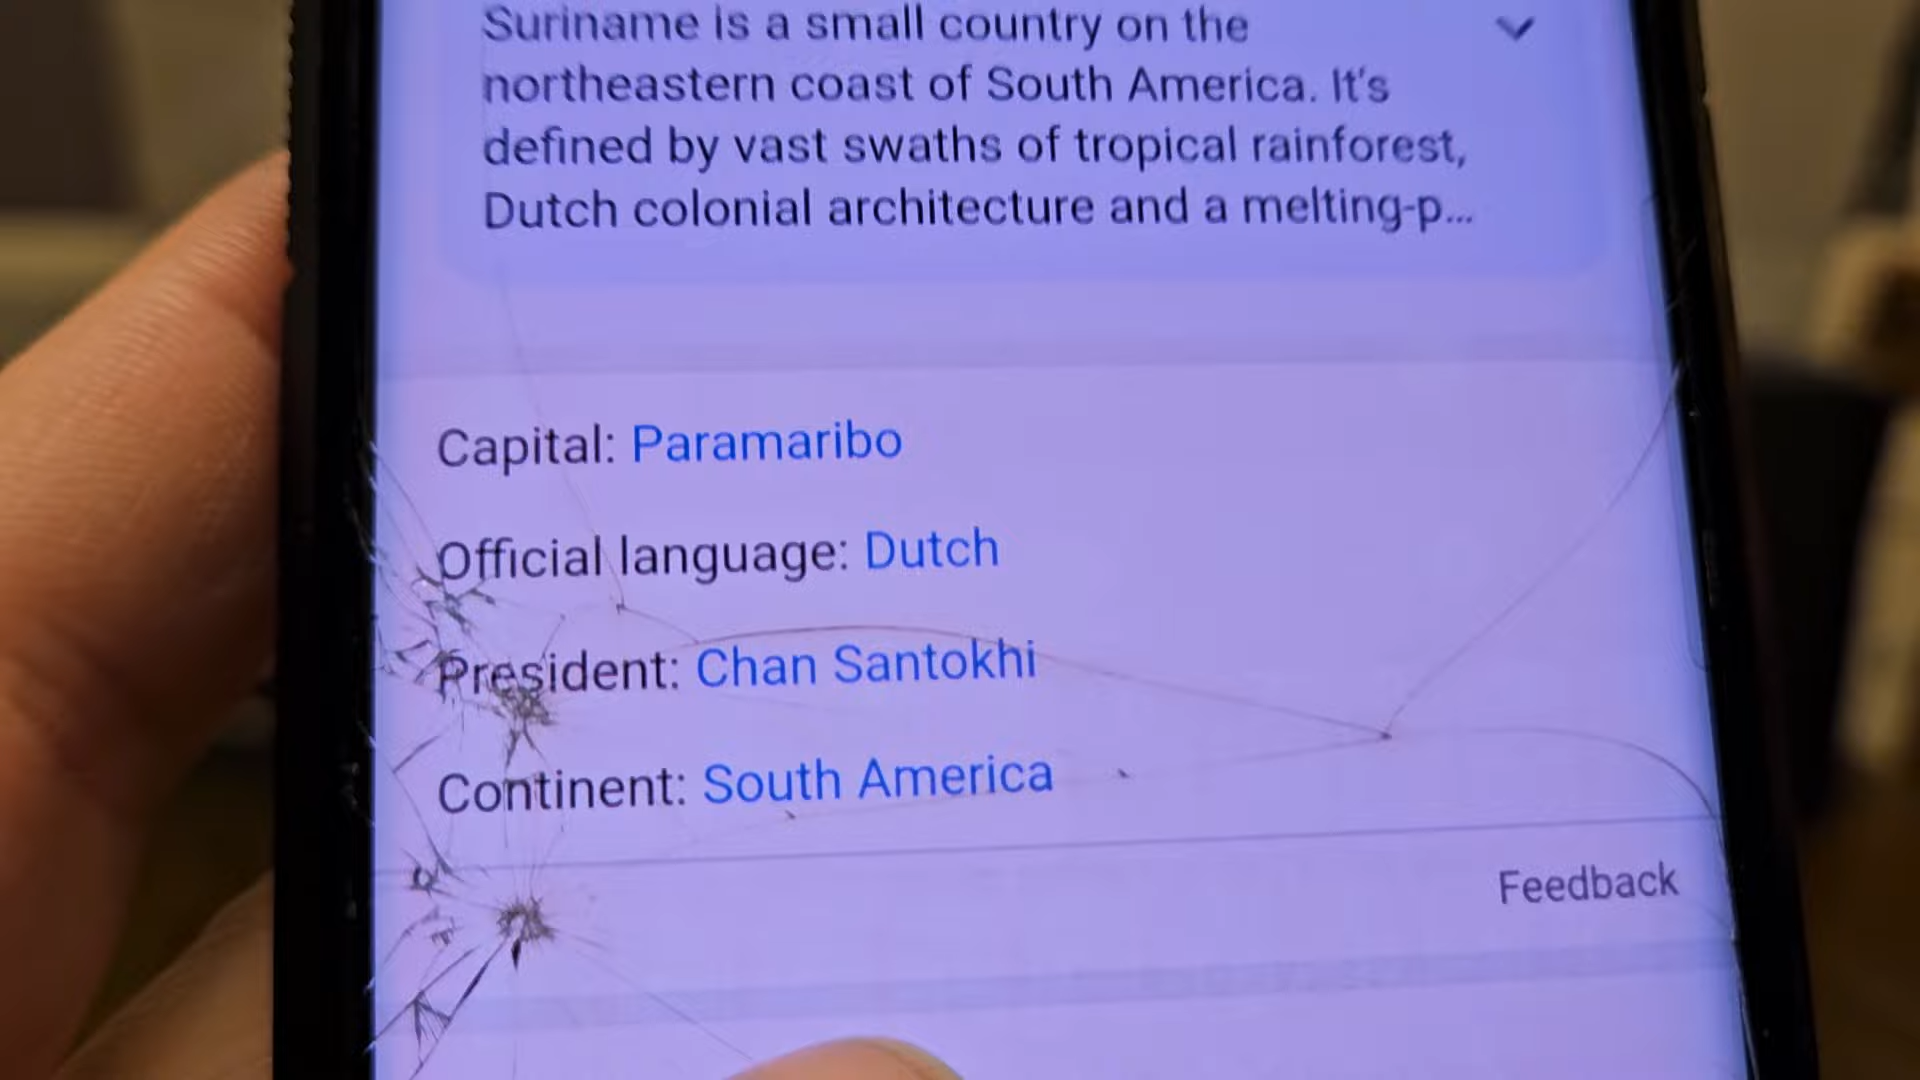 Suriname is a small country on the
northeastern coast of South America. It's
defined by vast swaths of tropical rainforest,
Dutch colonial architecture and a melting-p...
Capital: Paramaribo
Official language: Dutch
President: Chan Santokhi
Continent: South America
Feedback